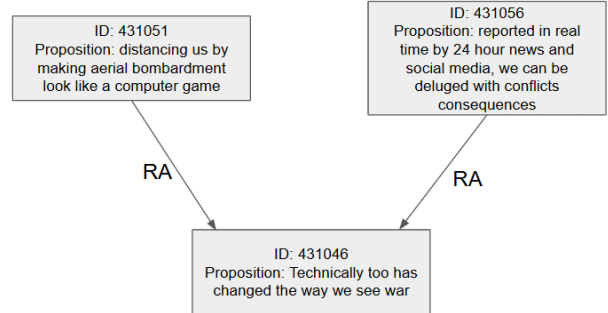 ID: 431051
Proposition: distancing us by
making aerial bombardment
look like a computer game
ID: 431056
Proposition: reported in real
time by 24 hour news and
social media, we can be
deluged with conflicts
consequences
RA
RA
ID: 431046
Proposition: Technically too has
changed the way we see war